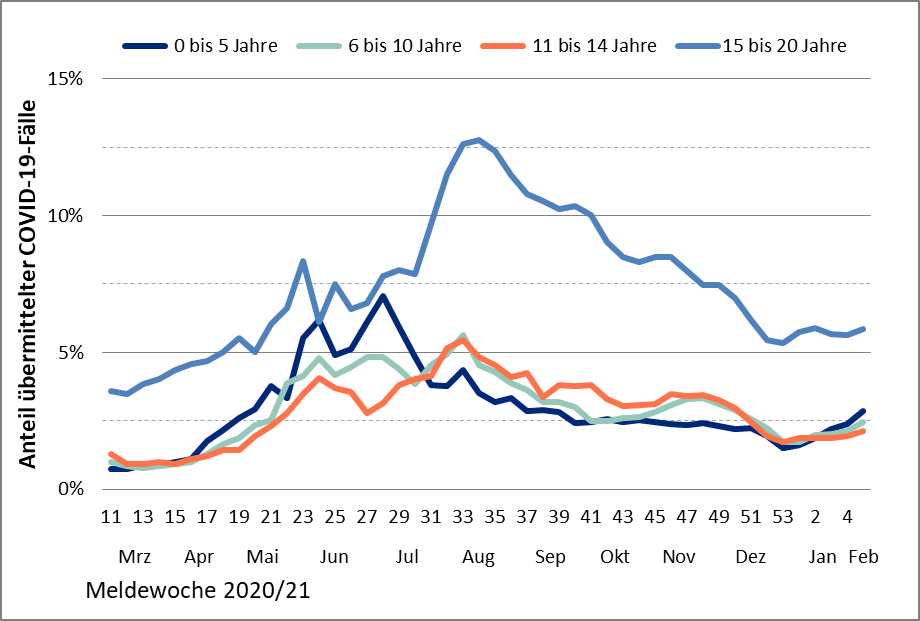 0 bis 5 Jahre 6 bis 10 Jahre 11 bis 14 Jahre 15 bis 20 Jahre
Anteil übermittelter COVID-19-Fälle
15%
10%
5%
0%
11 13 15 17 19 21 23 25 27 29 31 33 35 37 39 41 43 45 47 49 51 53 2 4
Mrz Apr Mai Jun Jul Aug Sep Okt Nov Dez Jan Feb
Meldewoche 2020/21